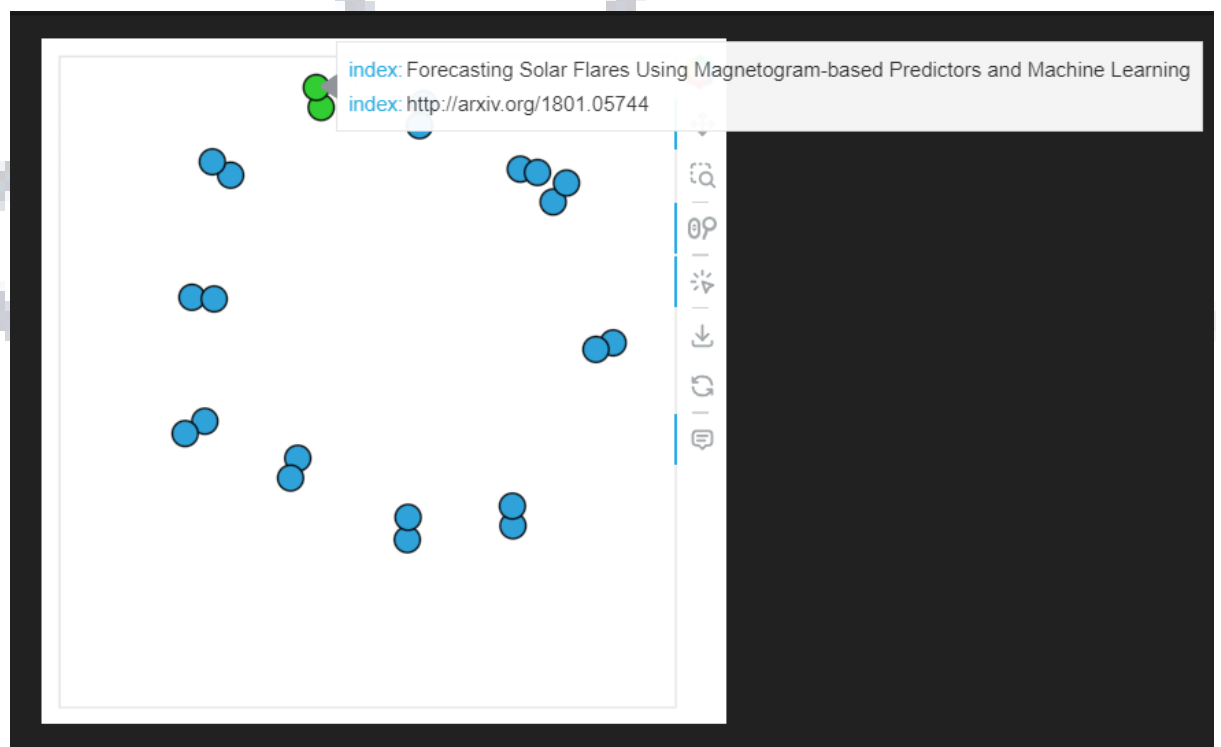 index: Forecasting Solar Flares Using Magnetogram-based Predictors and Machine Learning
index: http://arxiv.org/1801.05744